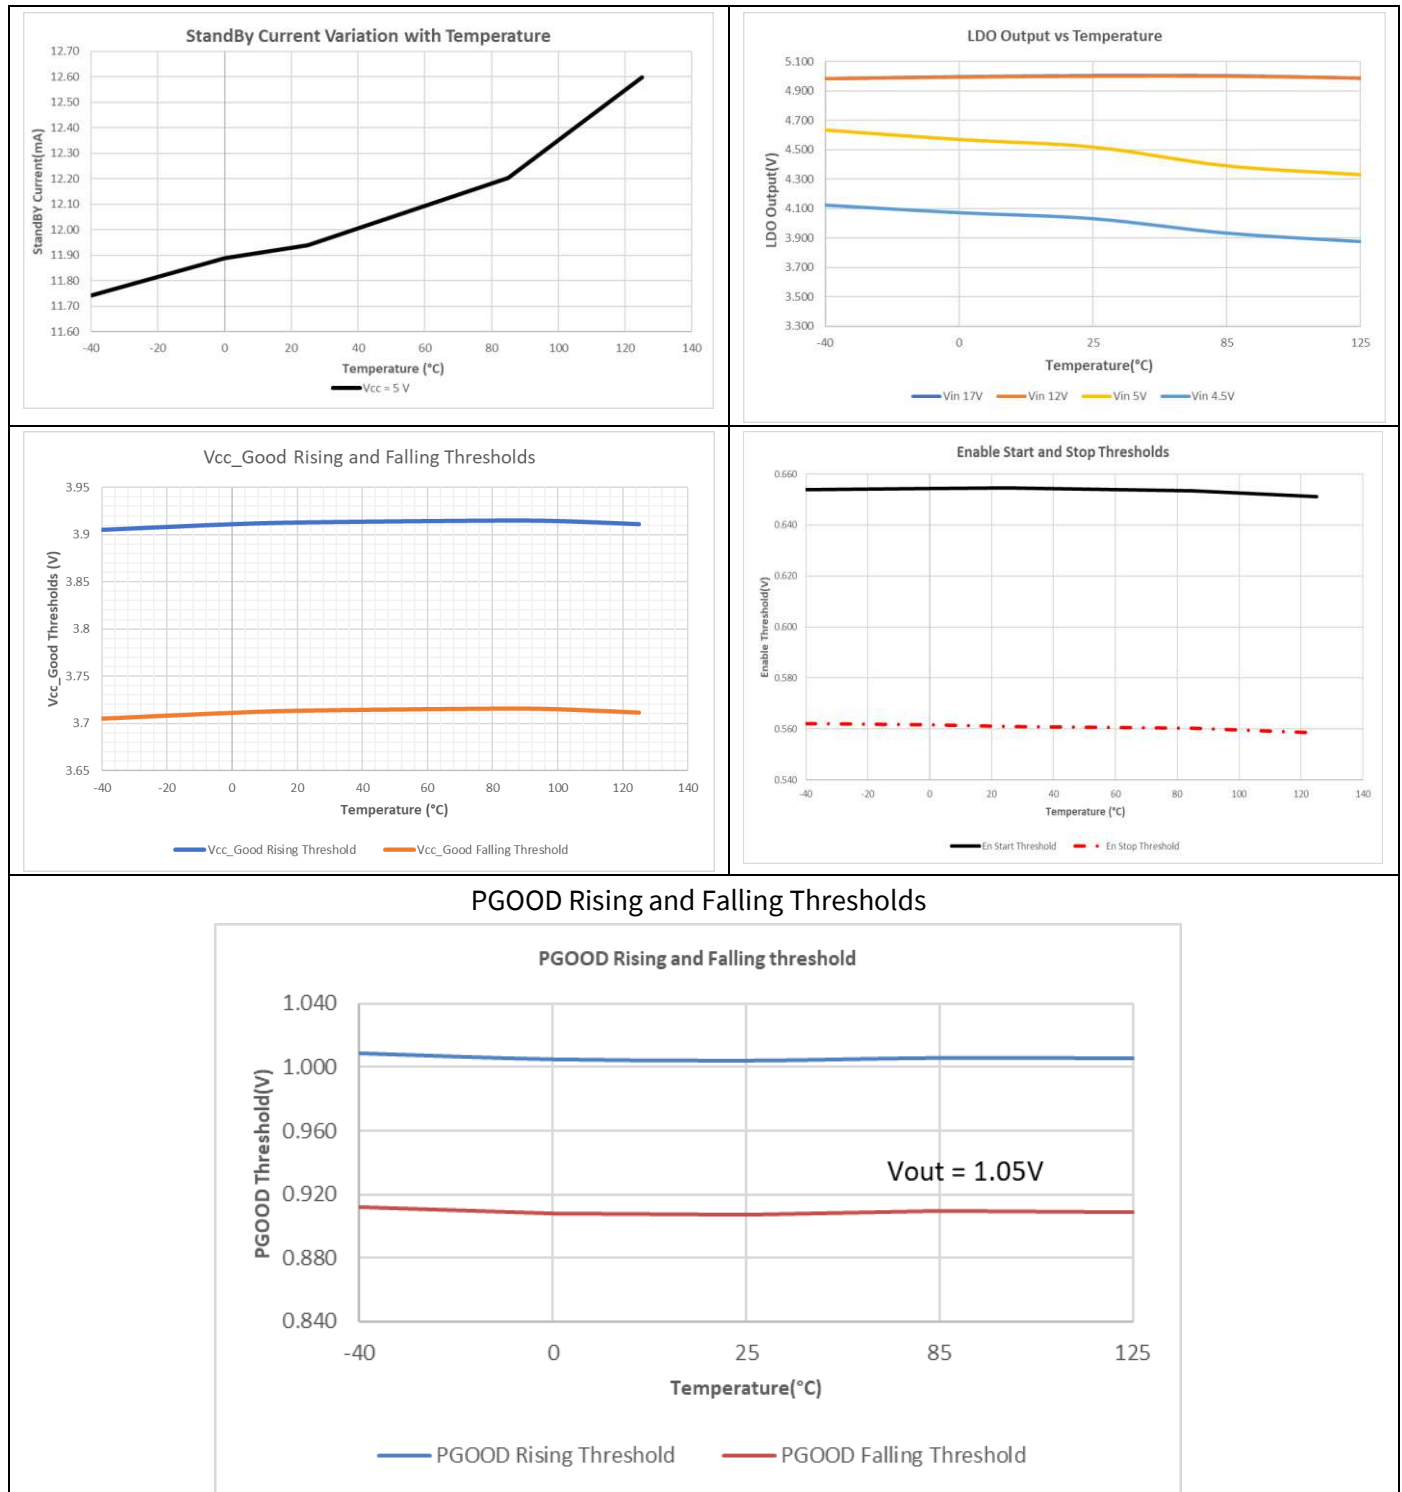 StandBy Current Variation with Temperature
12.70
12.60
12.50
12.40
12.30
12.20
12.10
12.00
11.90
11.80
11.70
11.60
StandBY Current(mA)
-40 -20 0 20 40 60 80 100 120 140
Temperature (°C)
Vcc = 5 V
LDO Output vs Temperature
5.100
4.900
4.700
4.500
4.300
4.100
3.900
3.700
3.500
3.300
LDO Output(V)
-40 0 25 85 125
Temperature(°C)
Vin 17V Vin 12V Vin 5V Vin 4.5V
Vcc_Good Rising and Falling Thresholds
3.95
3.9
3.85
3.8
3.75
3.7
3.65
Vcc_Good Thresholds (V)
-40 -20 0 20 40 60 80 100 120 140
Temperature (°C)
Vcc_Good Rising Threshold Vcc_Good Falling Threshold
Enable Start and Stop Thresholds
0.660
0.640
0.620
0.600
0.580
0.560
0.540
Enable Threshold(V)
-40 -20 0 20 40 60 80 100 120 140
Temperature (°C)
En Start Threshold En Stop Threshold
PGOOD Rising and Falling Thresholds
PGOOD Rising and Falling threshold
1.040
1.000
0.960
0.920
0.880
0.840
PGOOD Threshold(V)
Vout = 1.05V
-40 0 25 85 125
Temperature(°C)
PGOOD Rising Threshold PGOOD Falling Threshold